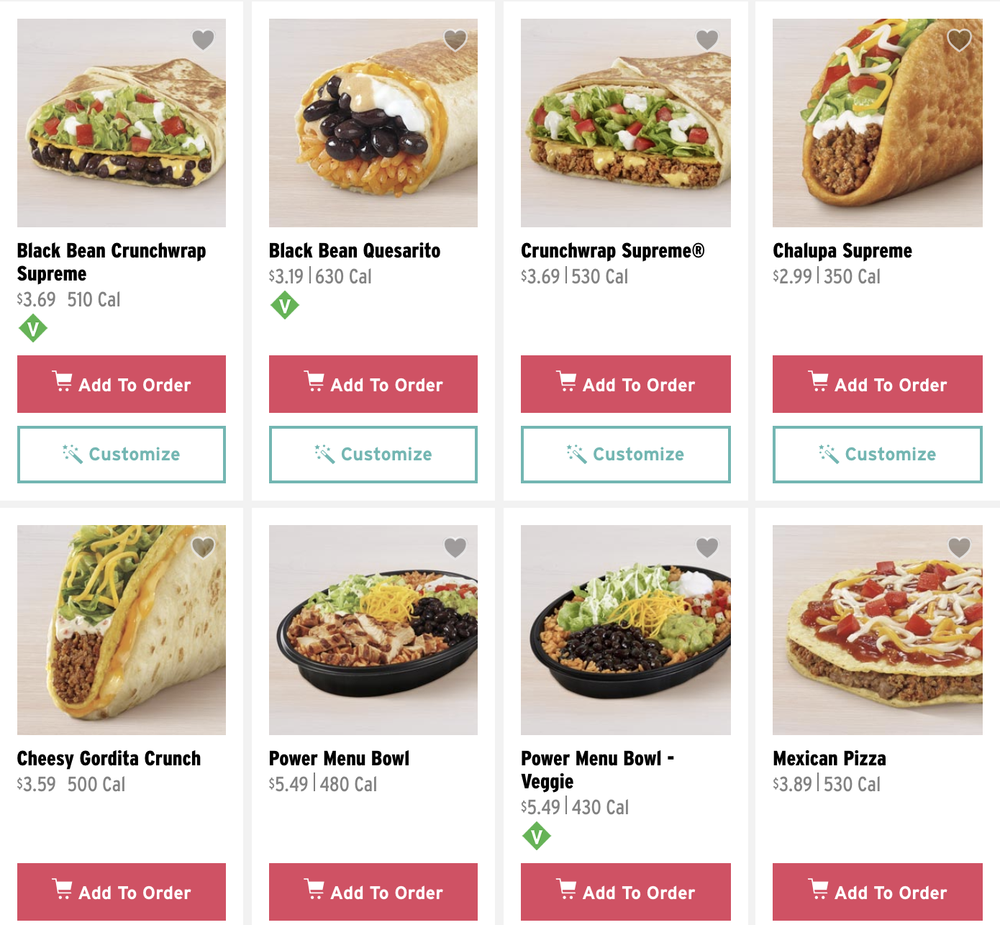 Black Bean Crunchwrap
Supreme
$3.69 510 Cal
V
Add To Order
Customize
Black Bean Quesarito
$3.19 | 630 Cal
V
Add To Order
Customize
Crunchwrap Supreme®
$3.69 | 530 Cal
Add To Order
Customize
Chalupa Supreme
$2.99 | 350 Cal
Add To Order
Customize
Cheesy Gordita Crunch
$3.59 500 Cal
Add To Order
Power Menu Bowl
$5.49 | 480 Cal
Add To Order
Power Menu Bowl -
Veggie
$5.49 | 430 Cal
V
Add To Order
Mexican Pizza
$3.89 | 530 Cal
Add To Order